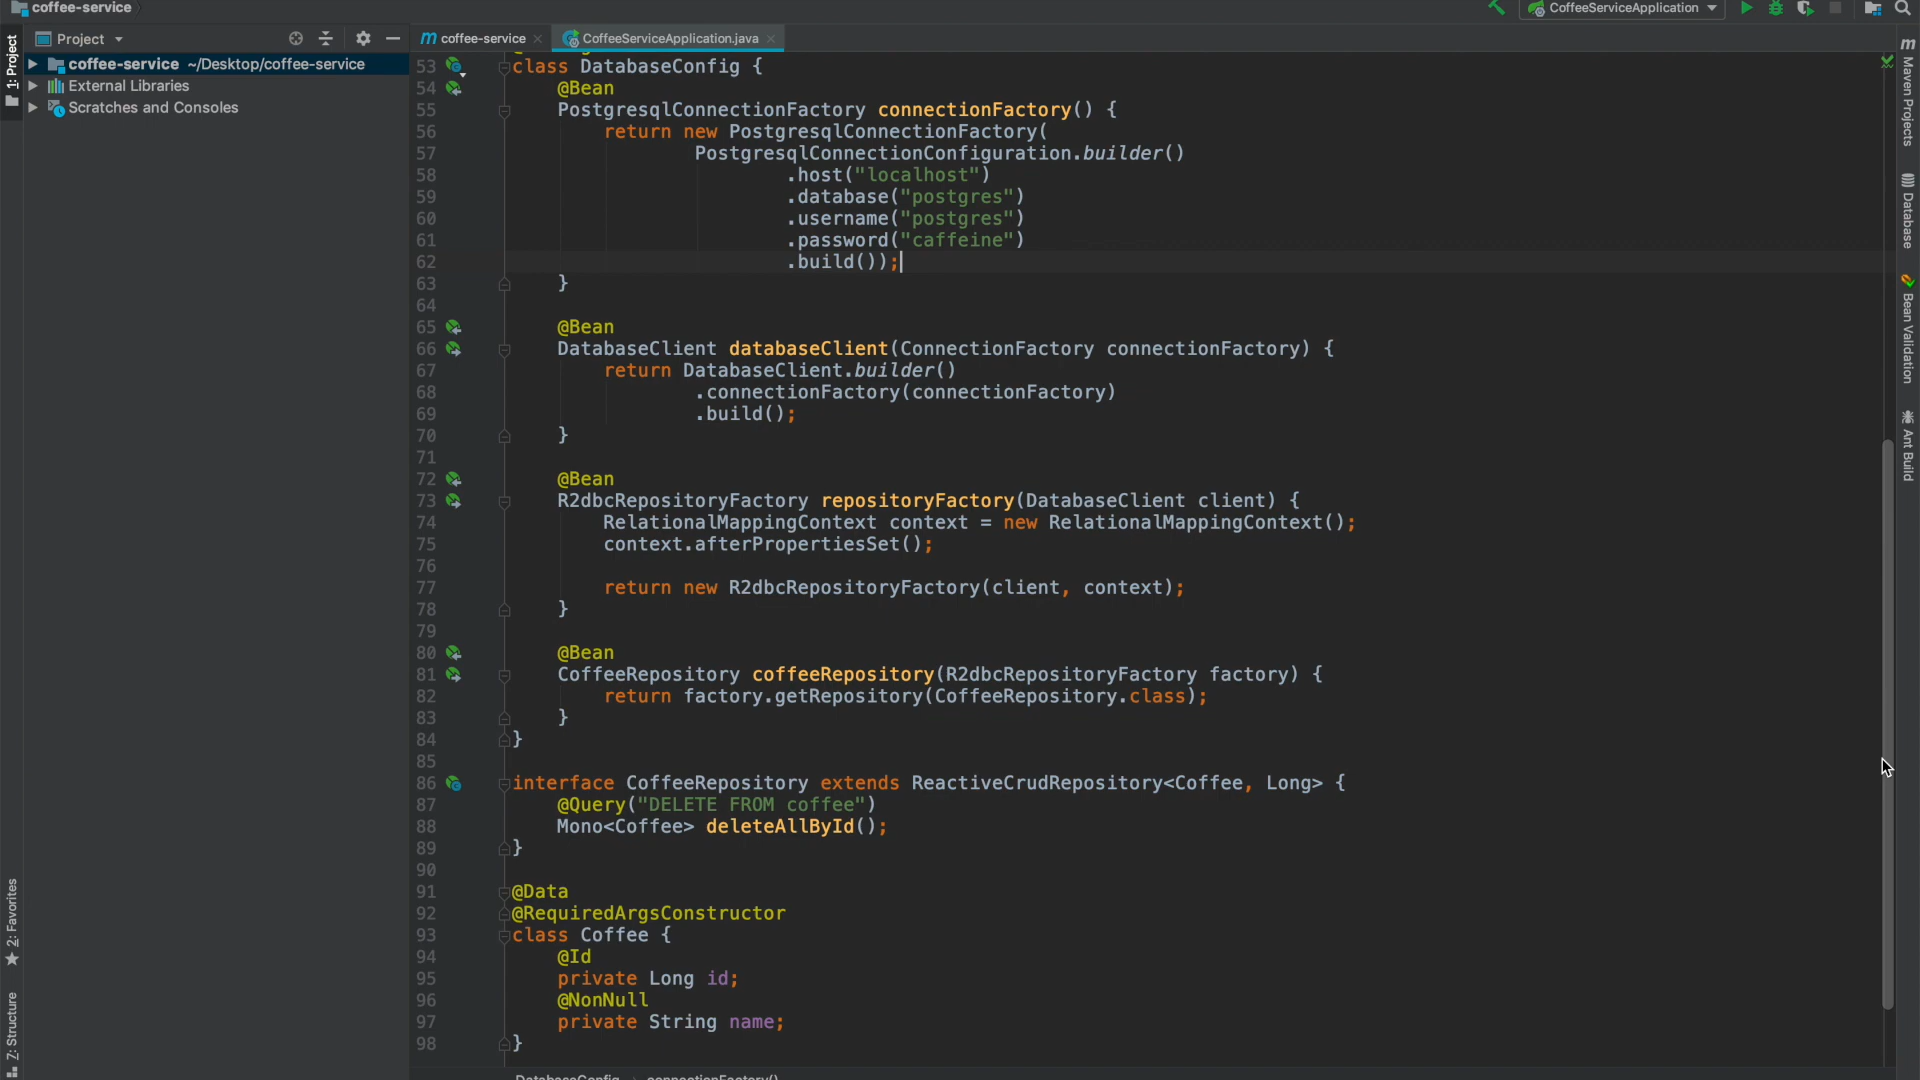 coffee-service
CoffeeServiceApplication
Project
coffee-service
CoffeeServiceApplication.java
1: Project
coffee-service ~/Desktop/coffee-service
External Libraries
Scratches and Consoles
53 class DatabaseConfig {
54 @Bean
55 PostgresqlConnectionFactory connectionFactory() {
56 return new PostgresqlConnectionFactory(
57 PostgresqlConnectionConfiguration.builder()
58 .host("localhost")
59 .database("postgres")
60 .username("postgres")
61 .password("caffeine")
62 .build());
63 }
64
65 @Bean
66 DatabaseClient databaseClient(ConnectionFactory connectionFactory) {
67 return DatabaseClient.builder()
68 .connectionFactory(connectionFactory)
69 .build();
70 }
71
72 @Bean
73 R2dbcRepositoryFactory repositoryFactory(DatabaseClient client) {
74 RelationalMappingContext context = new RelationalMappingContext();
75 context.afterPropertiesSet();
76
77 return new R2dbcRepositoryFactory(client, context);
78 }
79
80 @Bean
81 CoffeeRepository coffeeRepository(R2dbcRepositoryFactory factory) {
82 return factory.getRepository(CoffeeRepository.class);
83 }
84 }
85
86 interface CoffeeRepository extends ReactiveCrudRepository<Coffee, Long> {
87 @Query("DELETE FROM coffee")
88 Mono<Coffee> deleteAllById();
89 }
90
91 @Data
92 @RequiredArgsConstructor
93 class Coffee {
94 @Id
95 private Long id;
96 @NonNull
97 private String name;
98 }
DatabaseConfig › connectionFactory()
2: Favorites
7: Structure
Maven Projects
Database
Bean Validation
Ant Build